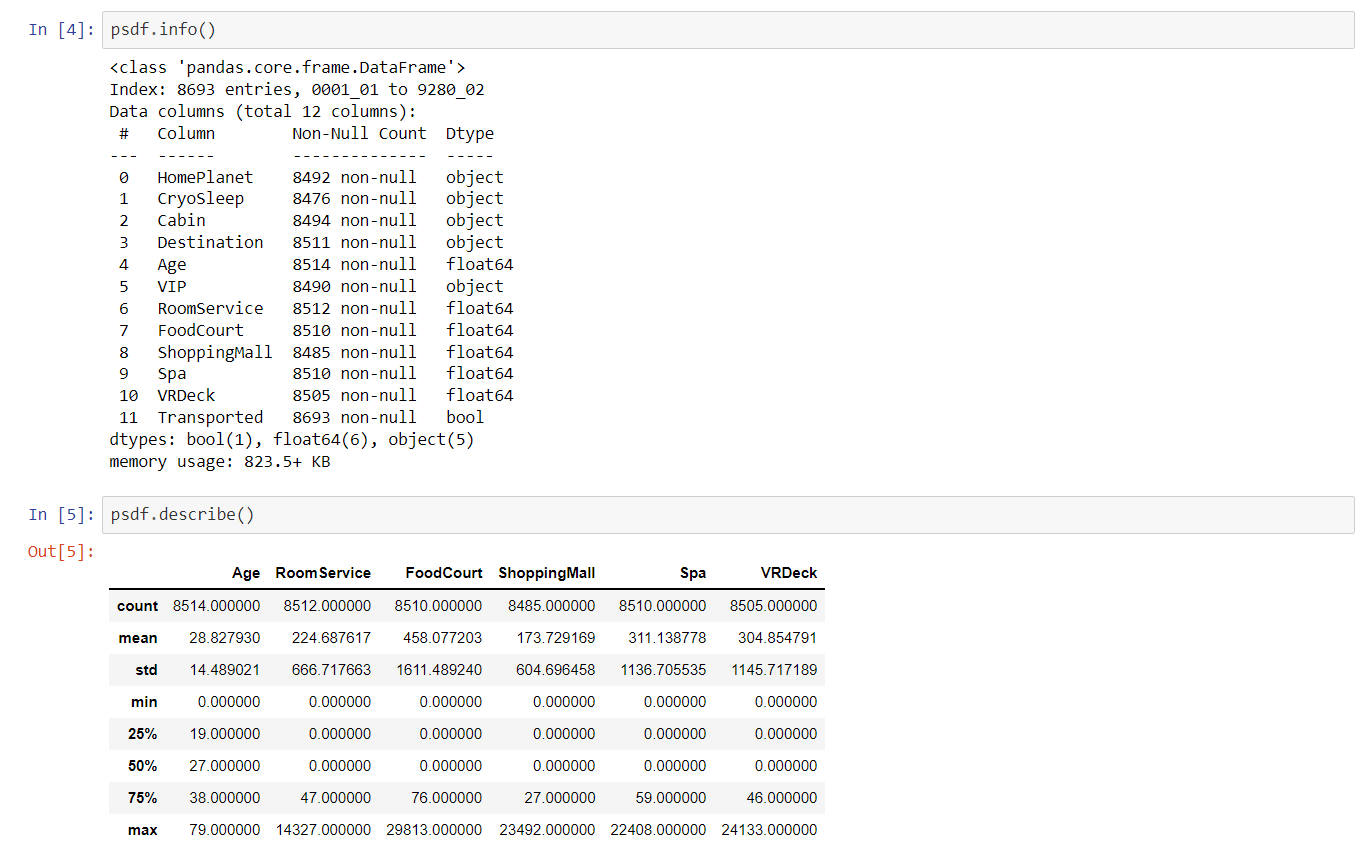 In [4]: psdf.info()
<class 'pandas.core.frame.DataFrame'>
Index: 8693 entries, 0001_01 to 9280_02
Data columns (total 12 columns):
 #   Column        Non-Null Count  Dtype
---  ------        --------------  -----
 0   HomePlanet    8492 non-null   object
 1   CryoSleep     8476 non-null   object
 2   Cabin         8494 non-null   object
 3   Destination   8511 non-null   object
 4   Age           8514 non-null   float64
 5   VIP           8490 non-null   object
 6   RoomService   8512 non-null   float64
 7   FoodCourt     8510 non-null   float64
 8   ShoppingMall  8485 non-null   float64
 9   Spa           8510 non-null   float64
 10  VRDeck        8505 non-null   float64
 11  Transported   8693 non-null   bool
dtypes: bool(1), float64(6), object(5)
memory usage: 823.5+ KB
In [5]: psdf.describe()
Out[5]:
Age RoomService FoodCourt ShoppingMall Spa VRDeck
count 8514.000000 8512.000000 8510.000000 8485.000000 8510.000000 8505.000000
mean 28.827930 224.687617 458.077203 173.729169 311.138778 304.854791
std 14.489021 666.717663 1611.489240 604.696458 1136.705535 1145.717189
min 0.000000 0.000000 0.000000 0.000000 0.000000 0.000000
25% 19.000000 0.000000 0.000000 0.000000 0.000000 0.000000
50% 27.000000 0.000000 0.000000 0.000000 0.000000 0.000000
75% 38.000000 47.000000 76.000000 27.000000 59.000000 46.000000
max 79.000000 14327.000000 29813.000000 23492.000000 22408.000000 24133.000000